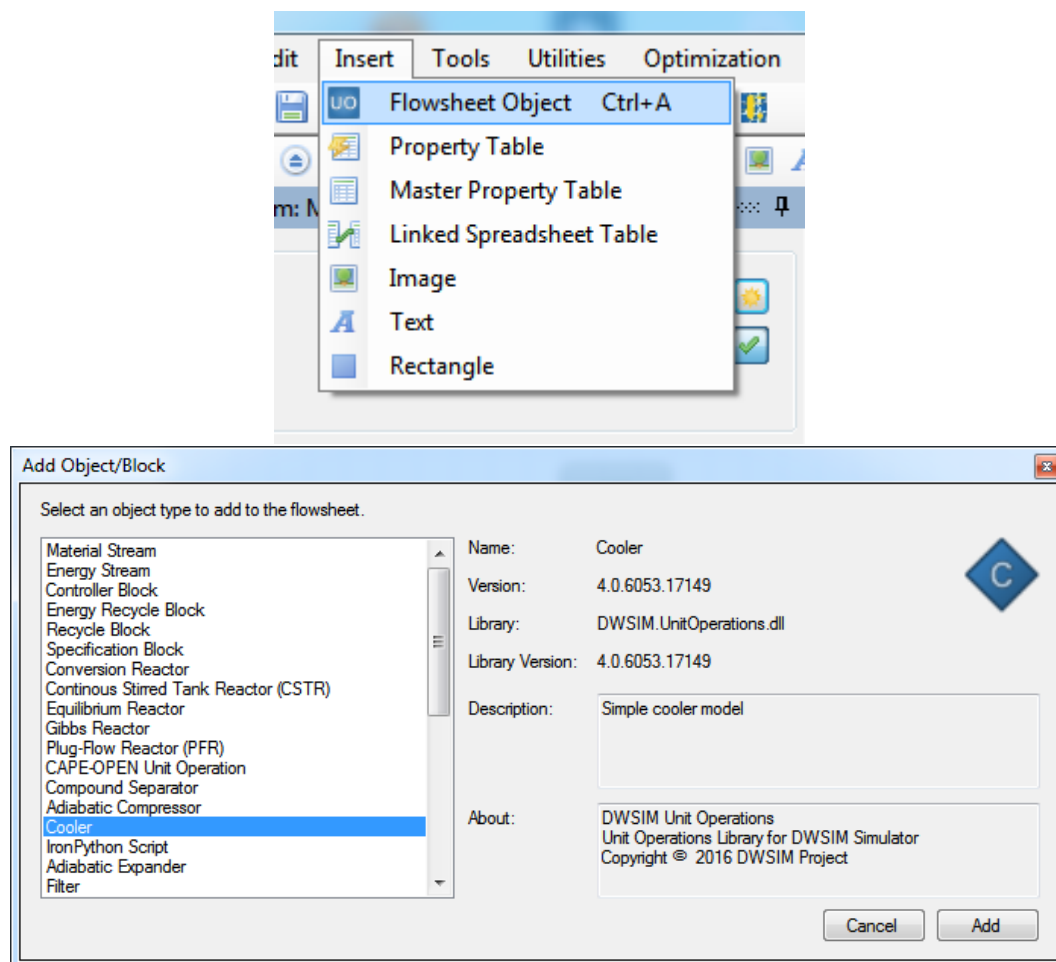 dit Insert Tools Utilities Optimization
UO Flowsheet Object Ctrl+A
Property Table
Master Property Table
m: M
Linked Spreadsheet Table
Image
A Text
Rectangle
Add Object/Block
Select an object type to add to the flowsheet.
Material Stream
Energy Stream
Controller Block
Energy Recycle Block
Recycle Block
Specification Block
Conversion Reactor
Continous Stirred Tank Reactor (CSTR)
Equilibrium Reactor
Gibbs Reactor
Plug-Flow Reactor (PFR)
CAPE-OPEN Unit Operation
Compound Separator
Adiabatic Compressor
Cooler
IronPython Script
Adiabatic Expander
Filter
Name: Cooler
C
Version: 4.0.6053.17149
Library: DWSIM.UnitOperations.dll
Library Version: 4.0.6053.17149
Description: Simple cooler model
About: DWSIM Unit Operations
Unit Operations Library for DWSIM Simulator
Copyright © 2016 DWSIM Project
Cancel Add